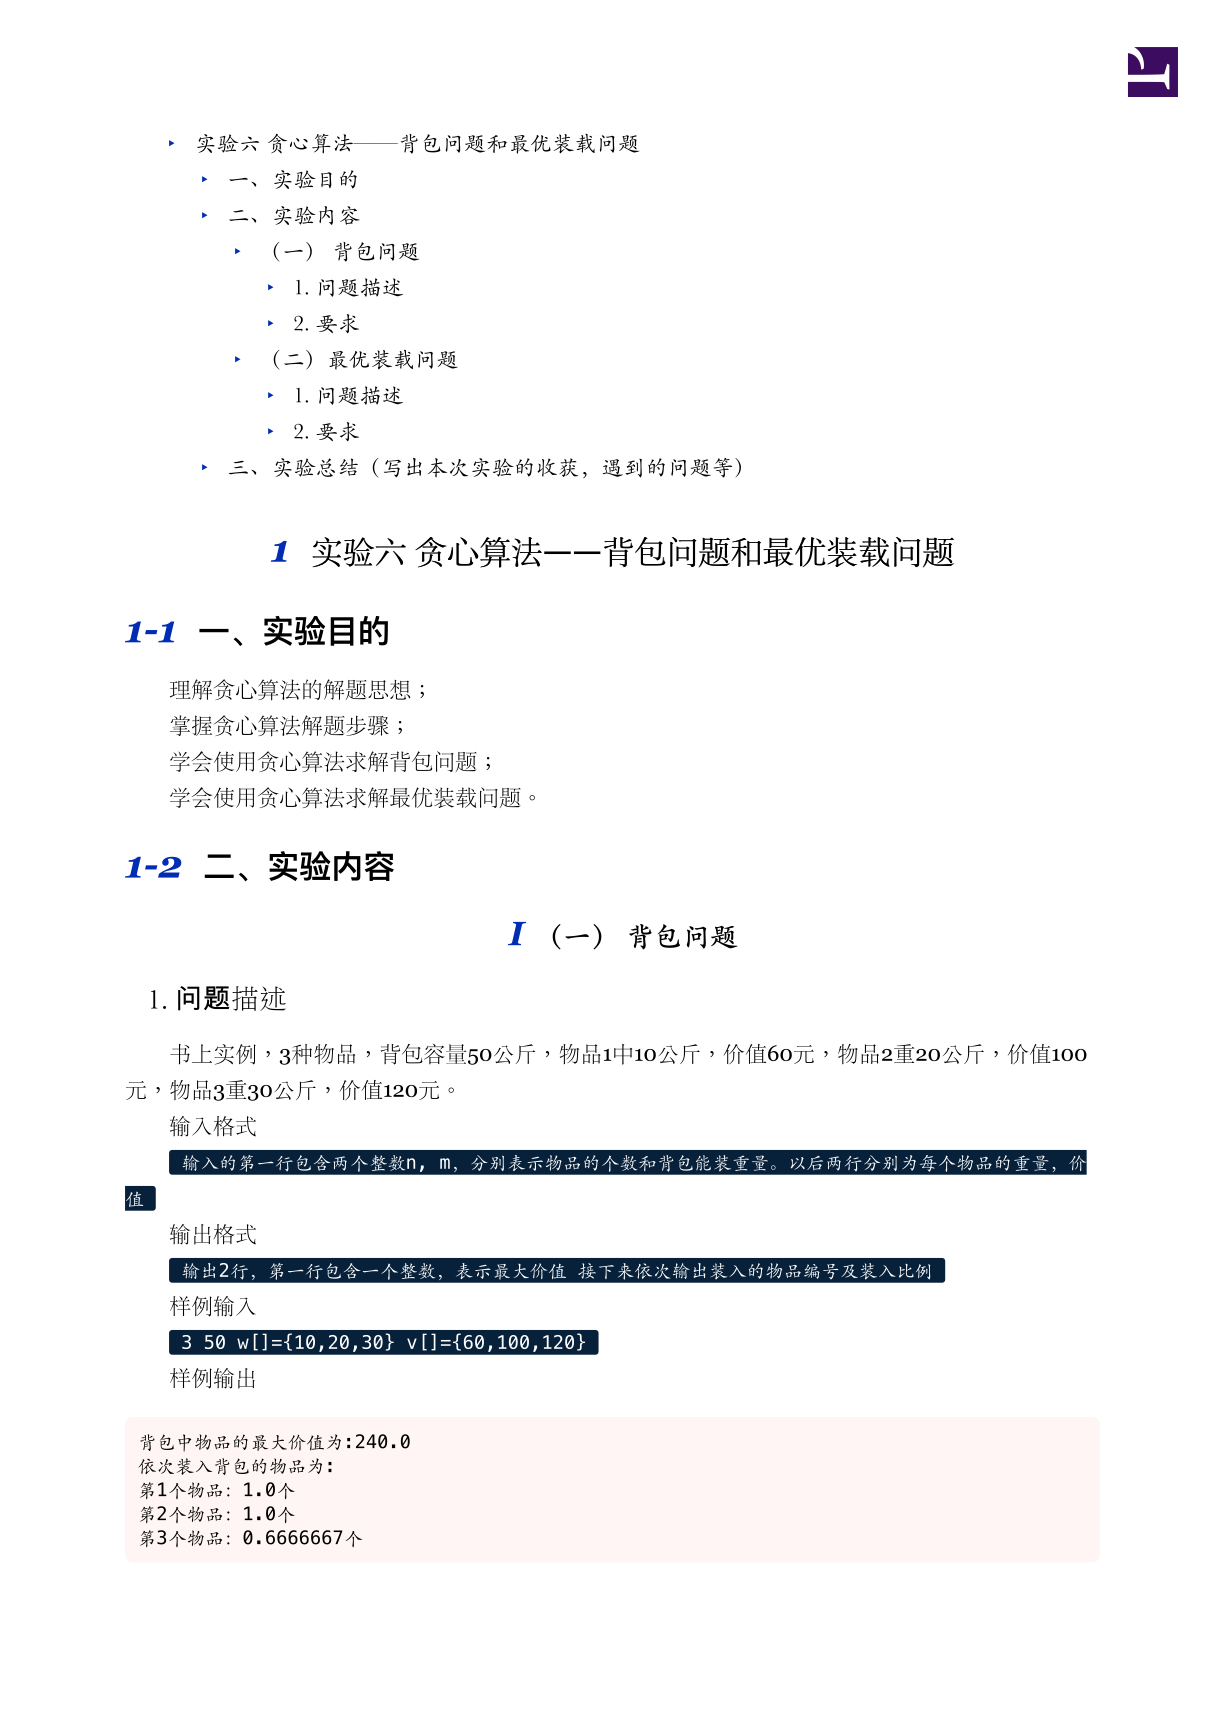 实验六 贪心算法——背包问题和最优装载问题
一、实验目的
二、实验内容
（一） 背包问题
1. 问题描述
2. 要求
（二）最优装载问题
1. 问题描述
2. 要求
三、实验总结（写出本次实验的收获，遇到的问题等）
1 实验六 贪心算法——背包问题和最优装载问题
1-1 一、实验目的
理解贪心算法的解题思想；
掌握贪心算法解题步骤；
学会使用贪心算法求解背包问题；
学会使用贪心算法求解最优装载问题。
1-2 二、实验内容
I （一） 背包问题
1. 问题描述
书上实例，3种物品，背包容量50公斤，物品1中10公斤，价值60元，物品2重20公斤，价值100
元，物品3重30公斤，价值120元。
输入格式
输入的第一行包含两个整数n, m，分别表示物品的个数和背包能装重量。以后两行分别为每个物品的重量，价
值
输出格式
输出2行，第一行包含一个整数，表示最大价值 接下来依次输出装入的物品编号及装入比例
样例输入
3 50 w[]={10,20,30} v[]={60,100,120}
样例输出
背包中物品的最大价值为:240.0
依次装入背包的物品为:
第1个物品：1.0个
第2个物品：1.0个
第3个物品：0.6666667个